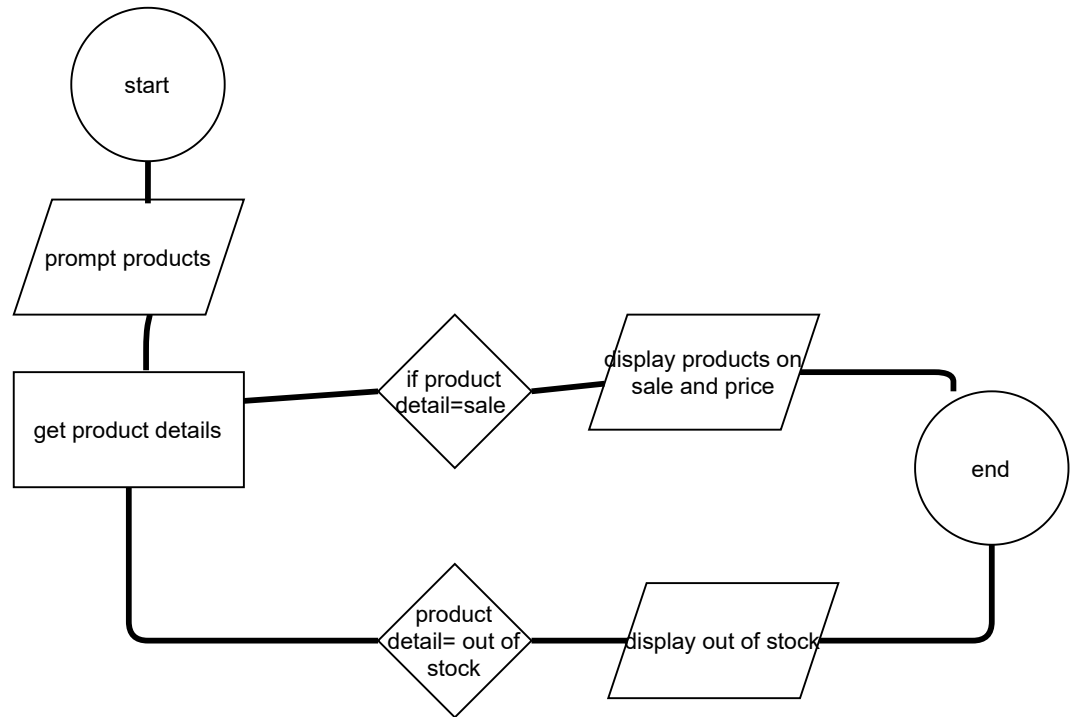 start
prompt products
get product details
if product
detail=sale
display products on
sale and price
end
product
detail= out of
stock
display out of stock